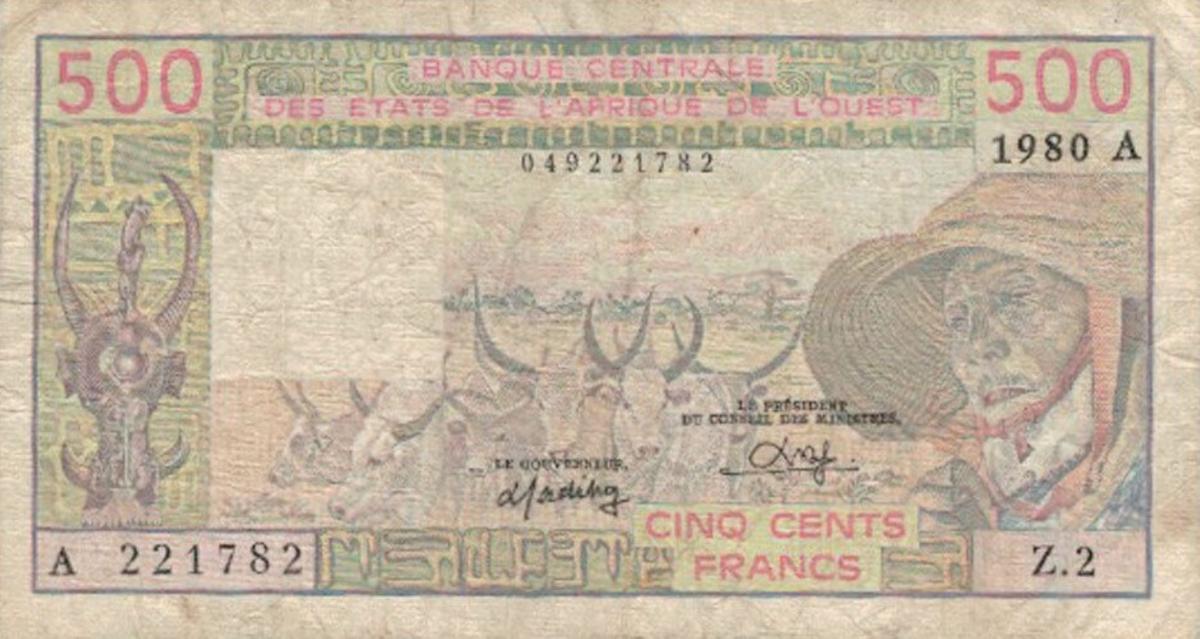 500
BANQUE CENTRALE
DES ETATS DE L'AFRIQUE DE L'OUEST
500
1980 A
049221782
LE PRÉSIDENT
DU CONSEIL DES MINISTRES,
LE GOUVERNEUR,
CINQ CENTS
FRANCS
A 221782
Z.2